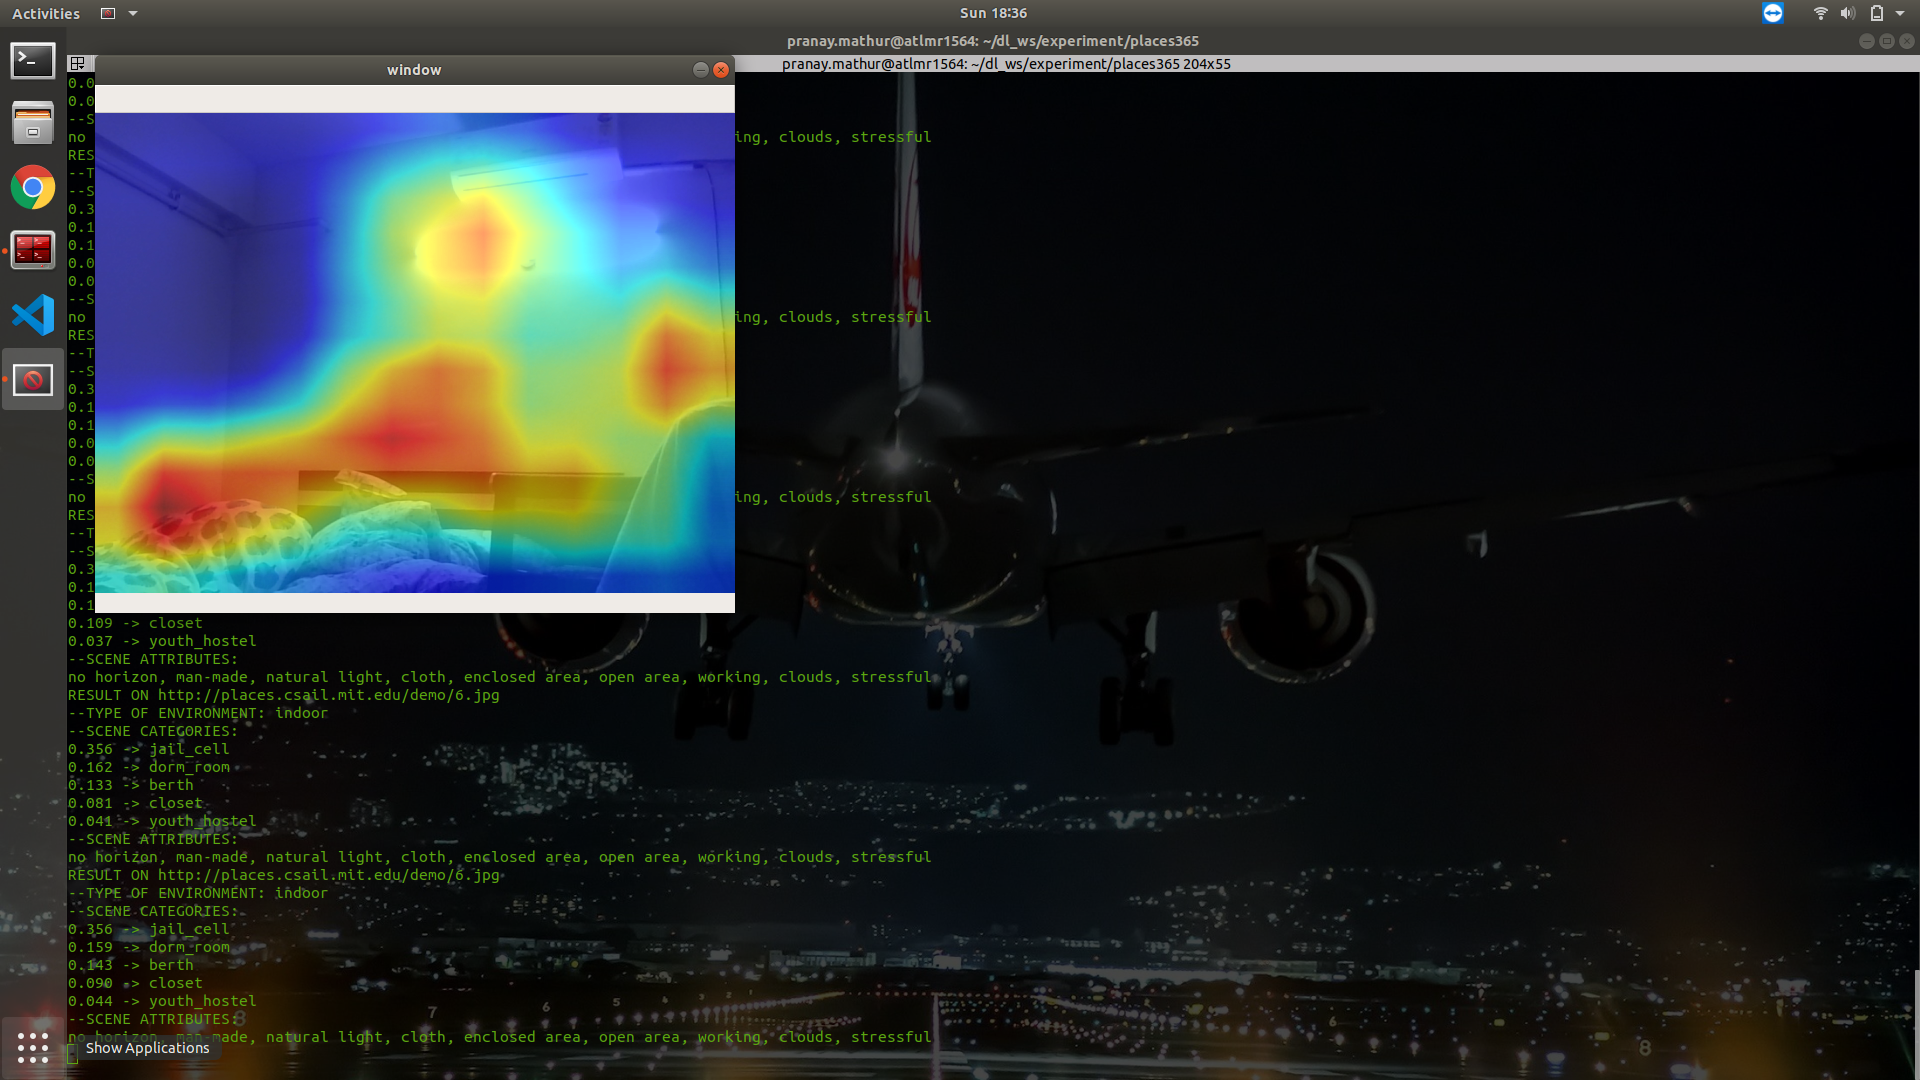 Activities
Sun 18:36
pranay.mathur@atlmr1564: ~/dl_ws/experiment/places365
pranay.mathur@atlmr1564: ~/dl_ws/experiment/places365 204x55
window
0.0
0.0
--S
no ing, clouds, stressful
RES
--T
--S
0.3
0.1
0.1
0.0
0.0
--S
no ing, clouds, stressful
RES
--T
--S
0.3
0.1
0.1
0.0
0.0
--S
no ing, clouds, stressful
RES
--T
--S
0.3
0.1
0.1
0.109 -> closet
0.037 -> youth_hostel
--SCENE ATTRIBUTES:
no horizon, man-made, natural light, cloth, enclosed area, open area, working, clouds, stressful
RESULT ON http://places.csail.mit.edu/demo/6.jpg
--TYPE OF ENVIRONMENT: indoor
--SCENE CATEGORIES:
0.356 -> jail_cell
0.162 -> dorm_room
0.133 -> berth
0.081 -> closet
0.041 -> youth_hostel
--SCENE ATTRIBUTES:
no horizon, man-made, natural light, cloth, enclosed area, open area, working, clouds, stressful
RESULT ON http://places.csail.mit.edu/demo/6.jpg
--TYPE OF ENVIRONMENT: indoor
--SCENE CATEGORIES:
0.356 -> jail_cell
0.159 -> dorm_room
0.143 -> berth
0.090 -> closet
0.044 -> youth_hostel
--SCENE ATTRIBUTES:
no horizon, man-made, natural light, cloth, enclosed area, open area, working, clouds, stressful
Show Applications